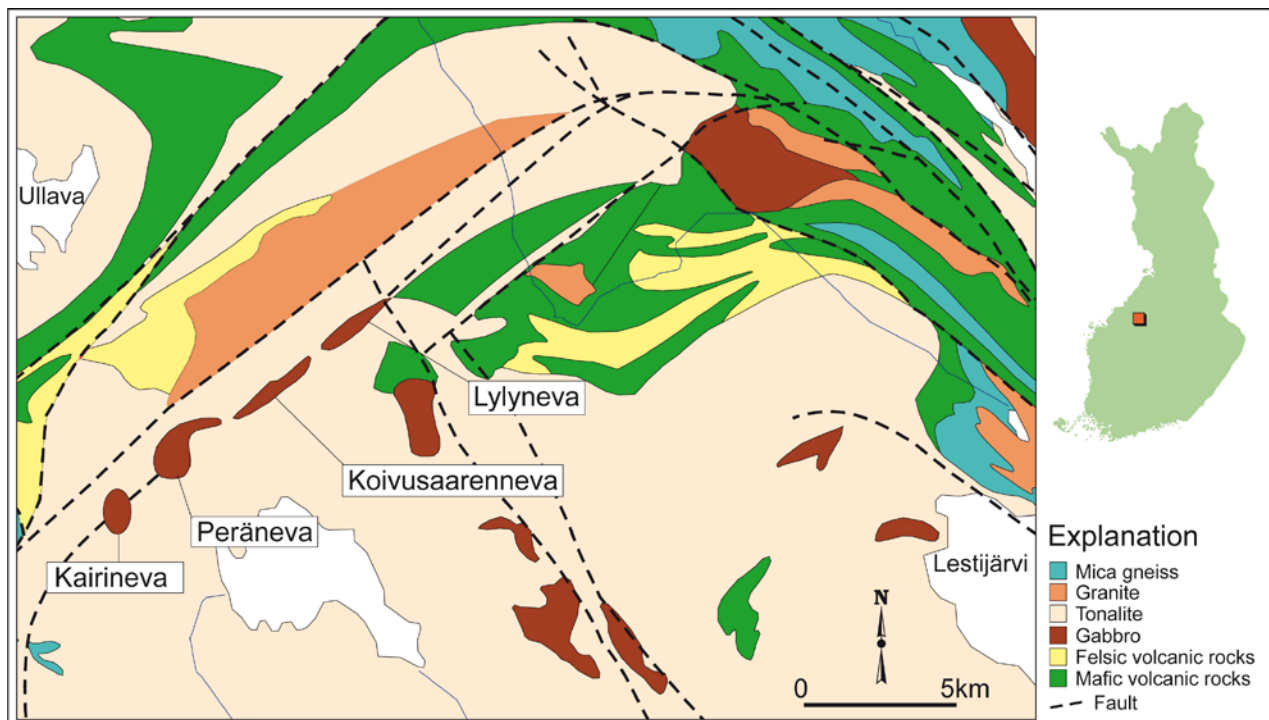 Ullava
Lylyneva
Koivusaarenneva
Peräneva
Kairineva
Lestijärvi
N
0 5km
Explanation
Mica gneiss
Granite
Tonalite
Gabbro
Felsic volcanic rocks
Mafic volcanic rocks
Fault